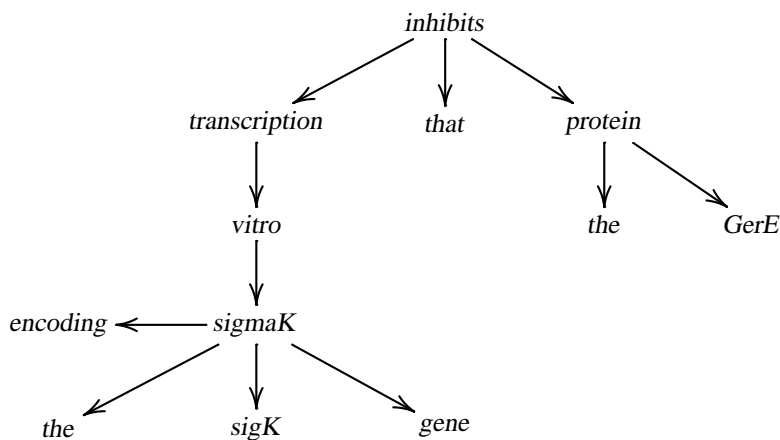 inhibits
transcription that protein
vitro the GerE
encoding sigmaK
the sigK gene